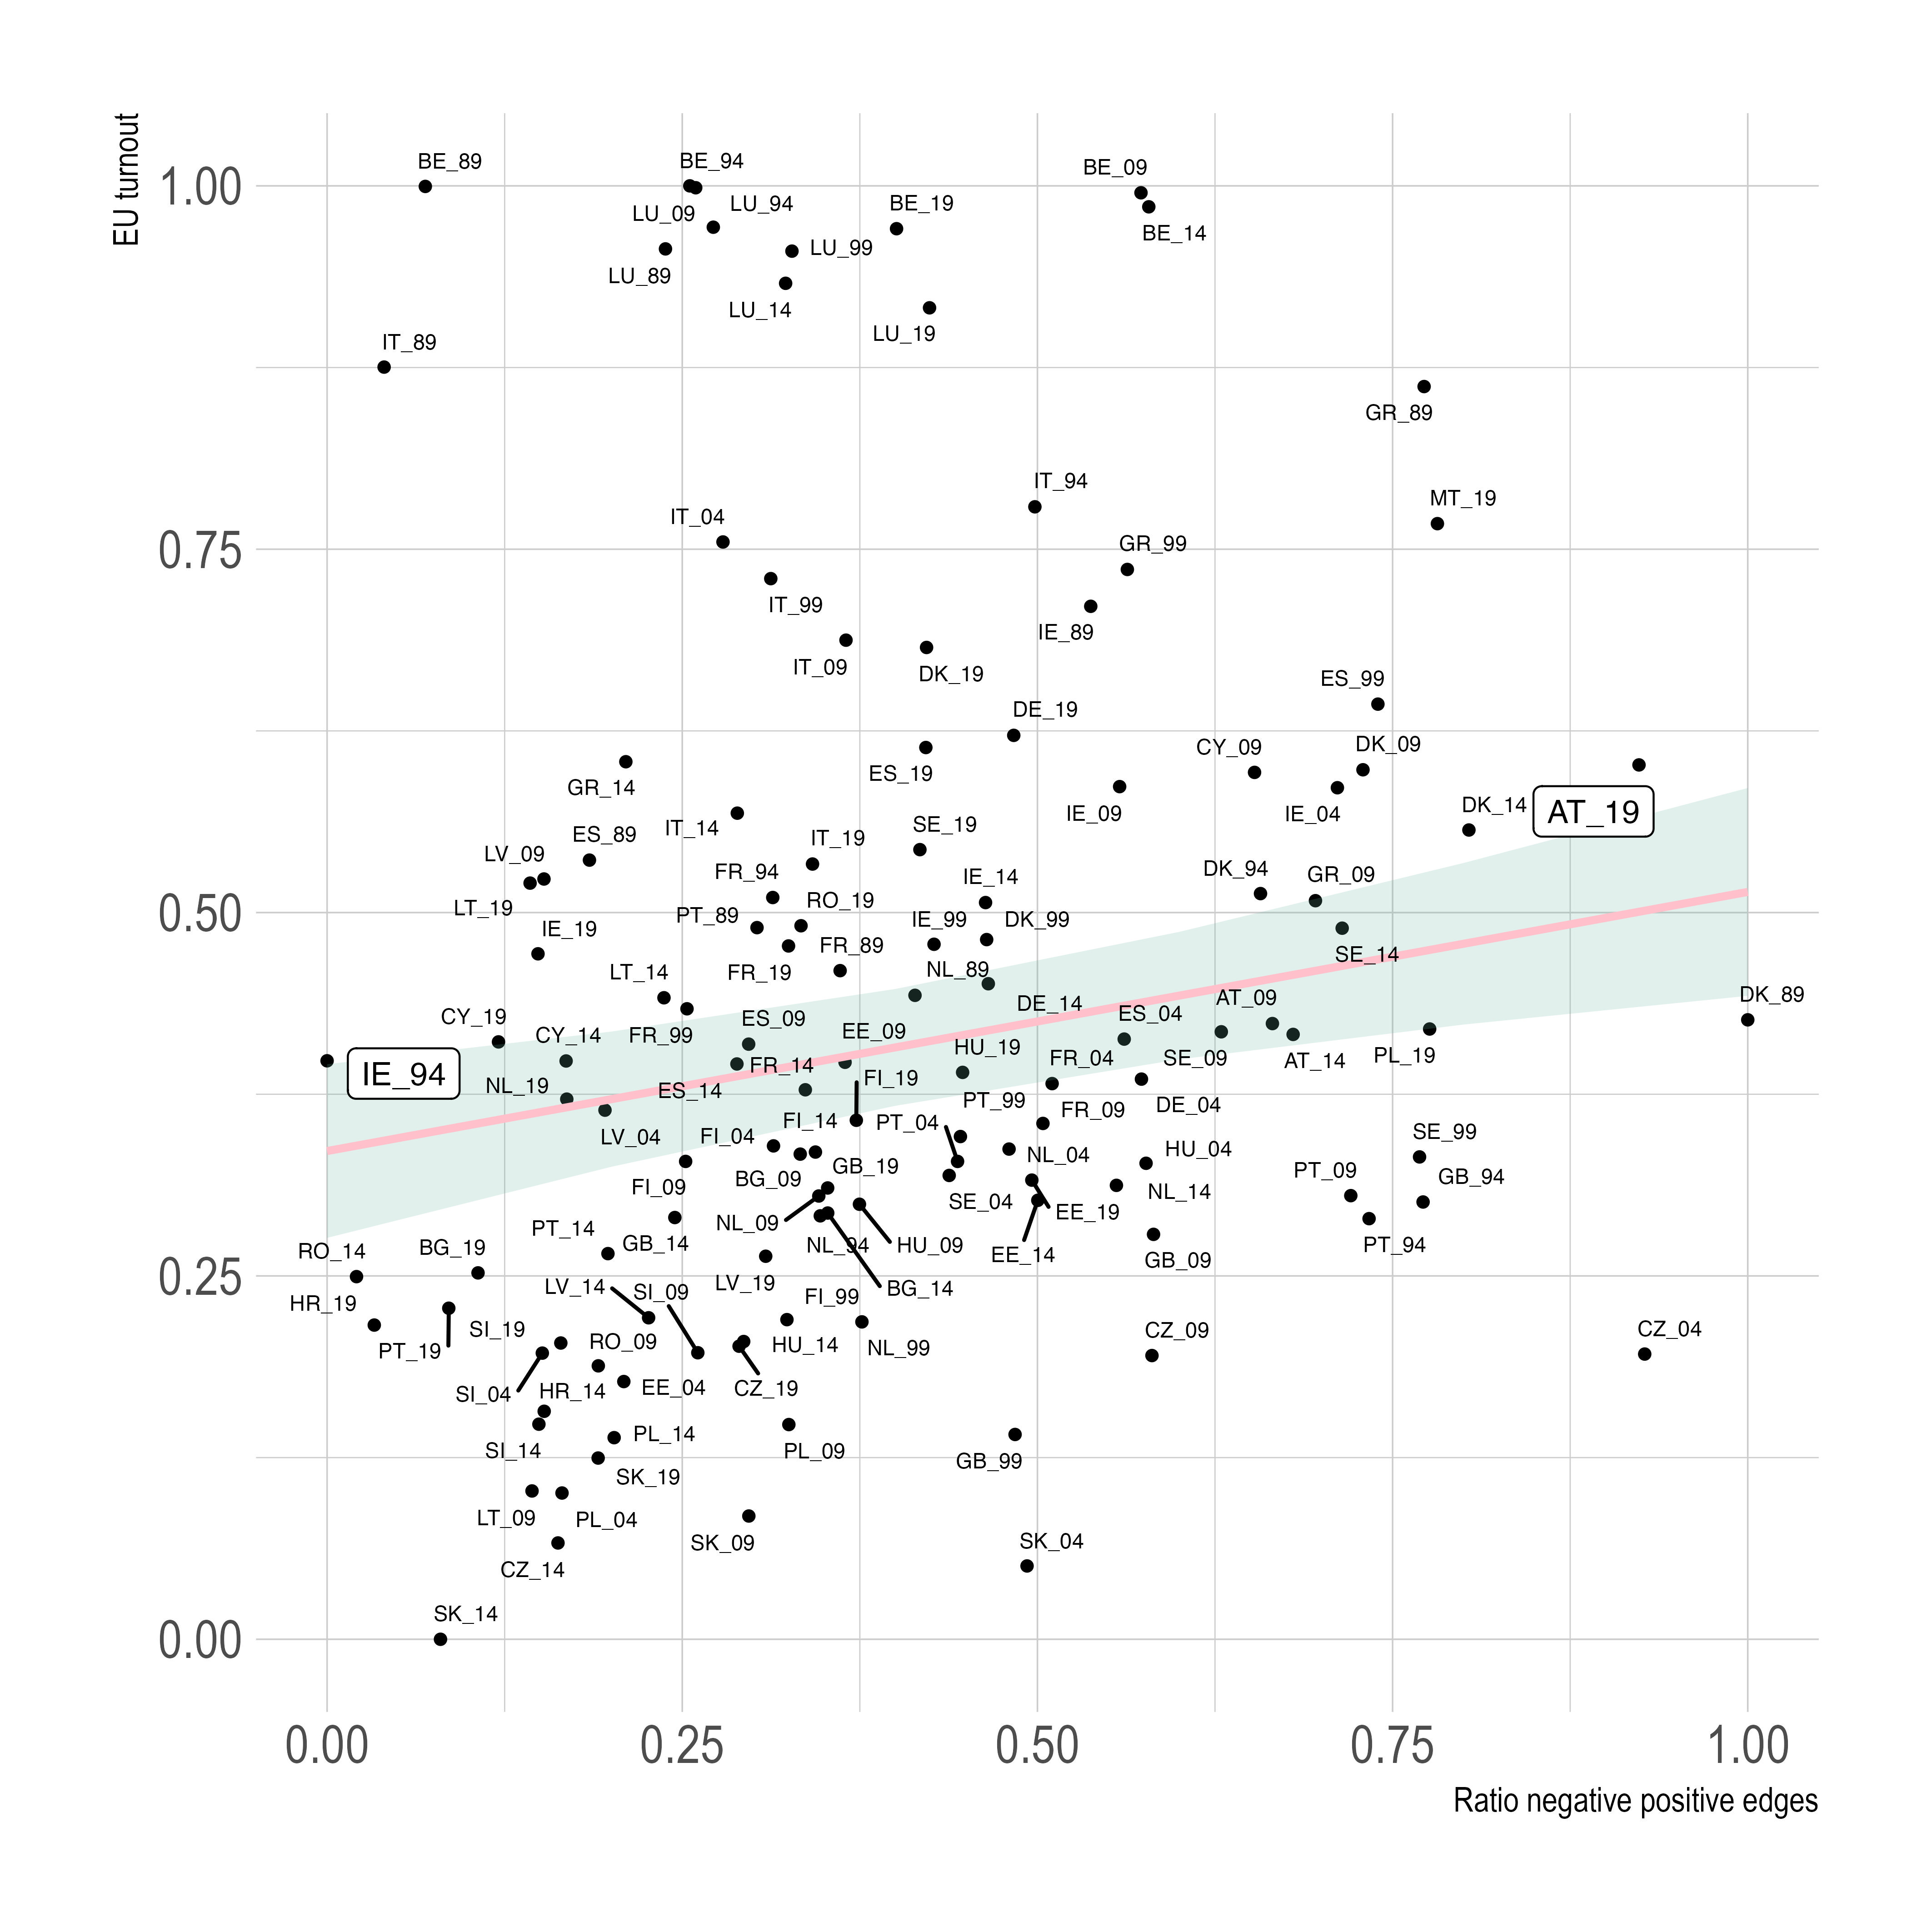 EU turnout
1.00
0.75
0.50
0.25
0.00
BE_89
BE_94
BE_09
LU_09
LU_94
BE_19
BE_14
LU_89
LU_99
LU_14
LU_19
IT_89
GR_89
IT_94
MT_19
IT_04
GR_99
IT_99
IE_89
IT_09
DK_19
ES_99
DE_19
CY_09
DK_09
ES_19
GR_14
IE_09
IE_04
DK_14
AT_19
IT_14
ES_89
IT_19
SE_19
LV_09
FR_94
IE_14
DK_94
GR_09
LT_19
PT_89
RO_19
IE_99
DK_99
IE_19
FR_89
SE_14
LT_14
FR_19
NL_89
DE_14
AT_09
DK_89
CY_19
CY_14
FR_99
ES_09
EE_09
ES_04
IE_94
NL_19
FR_14
HU_19
FR_04
SE_09
AT_14
PL_19
ES_14
FI_19
PT_99
FR_09
DE_04
LV_04
FI_04
FI_14
PT_04
SE_99
FI_09
BG_09
GB_19
NL_04
HU_04
PT_09
GB_94
SE_04
NL_14
PT_14
NL_09
EE_19
RO_14
BG_19
GB_14
NL_94
HU_09
EE_14
GB_09
PT_94
HR_19
LV_14
SI_09
LV_19
BG_14
PT_19
SI_19
RO_09
FI_99
HU_14
NL_99
CZ_09
CZ_04
SI_04
HR_14
EE_04
CZ_19
SI_14
PL_14
PL_09
GB_99
SK_19
LT_09
PL_04
SK_09
SK_04
CZ_14
SK_14
0.00 0.25 0.50 0.75 1.00
Ratio negative positive edges